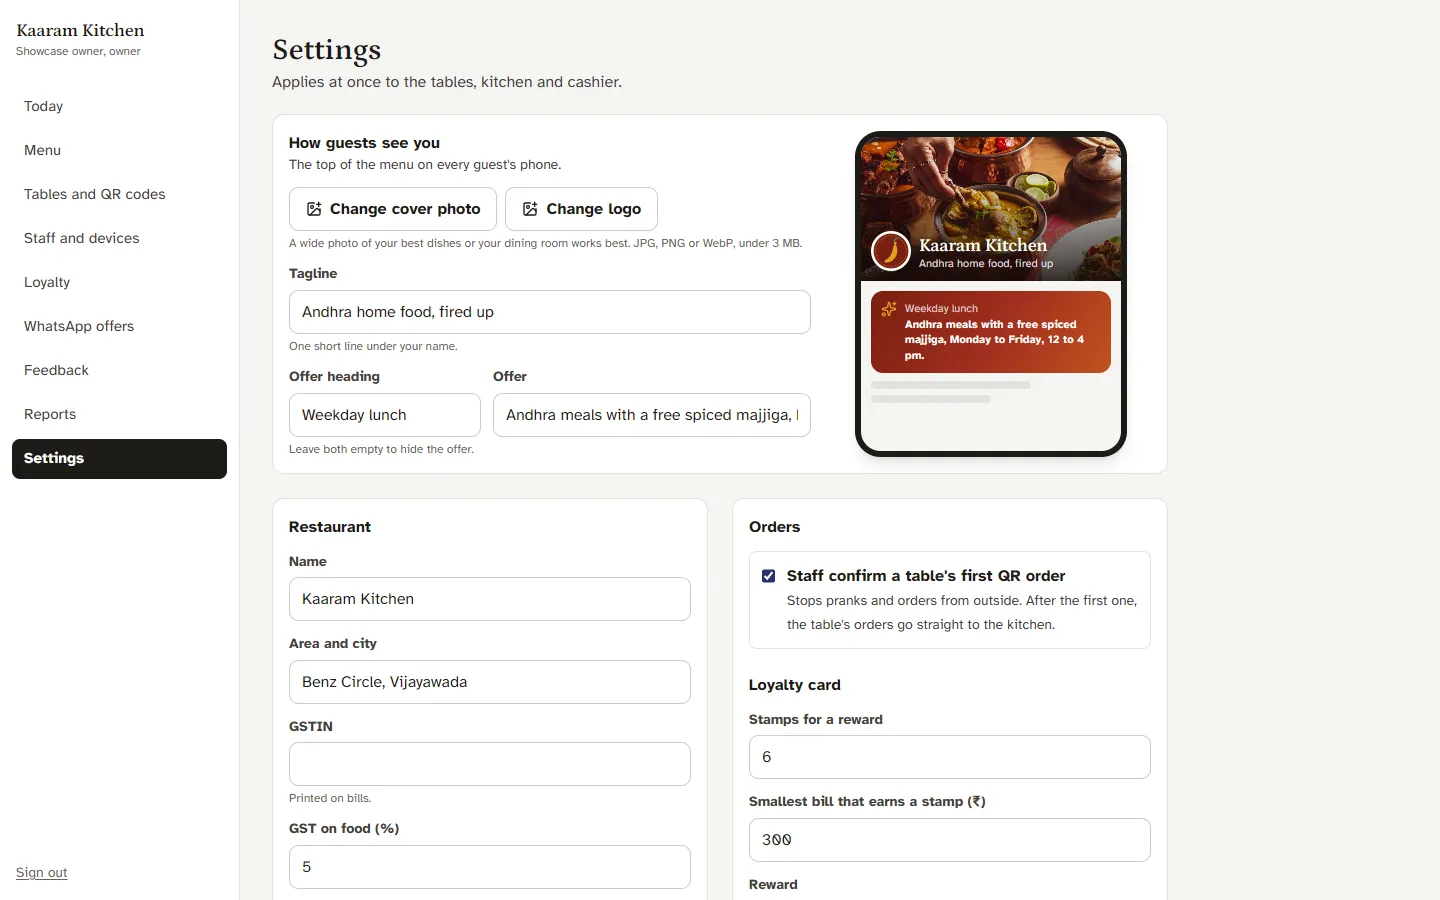 Kaaram Kitchen
Showcase owner, owner
Today
Menu
Tables and QR codes
Staff and devices
Loyalty
WhatsApp offers
Feedback
Reports
Settings
Sign out
Settings
Applies at once to the tables, kitchen and cashier.
How guests see you
The top of the menu on every guest's phone.
Change cover photo
Change logo
A wide photo of your best dishes or your dining room works best. JPG, PNG or WebP, under 3 MB.
Tagline
Andhra home food, fired up
One short line under your name.
Offer heading
Weekday lunch
Offer
Andhra meals with a free spiced majjiga,
Leave both empty to hide the offer.
Kaaram Kitchen
Andhra home food, fired up
Weekday lunch
Andhra meals with a free spiced
majjiga, Monday to Friday, 12 to 4
pm.
Restaurant
Name
Kaaram Kitchen
Area and city
Benz Circle, Vijayawada
GSTIN
Printed on bills.
GST on food (%)
5
Orders
Staff confirm a table's first QR order
Stops pranks and orders from outside. After the first one,
the table's orders go straight to the kitchen.
Loyalty card
Stamps for a reward
6
Smallest bill that earns a stamp (₹)
300
Reward